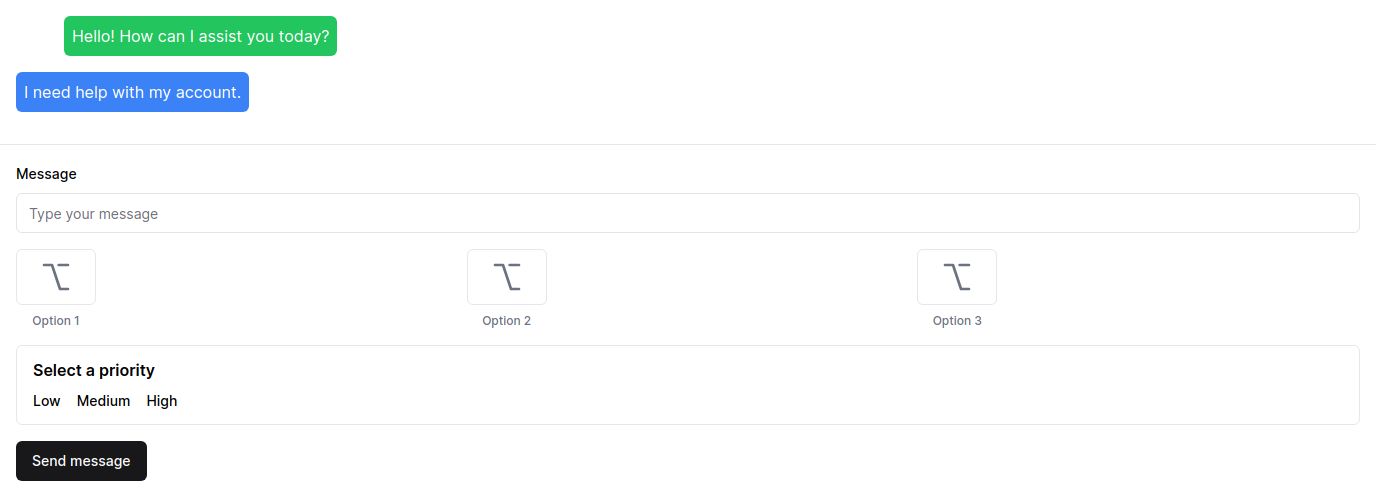 Hello! How can I assist you today?
I need help with my account.
Message
Type your message
Option 1 Option 2 Option 3
Select a priority
Low Medium High
Send message